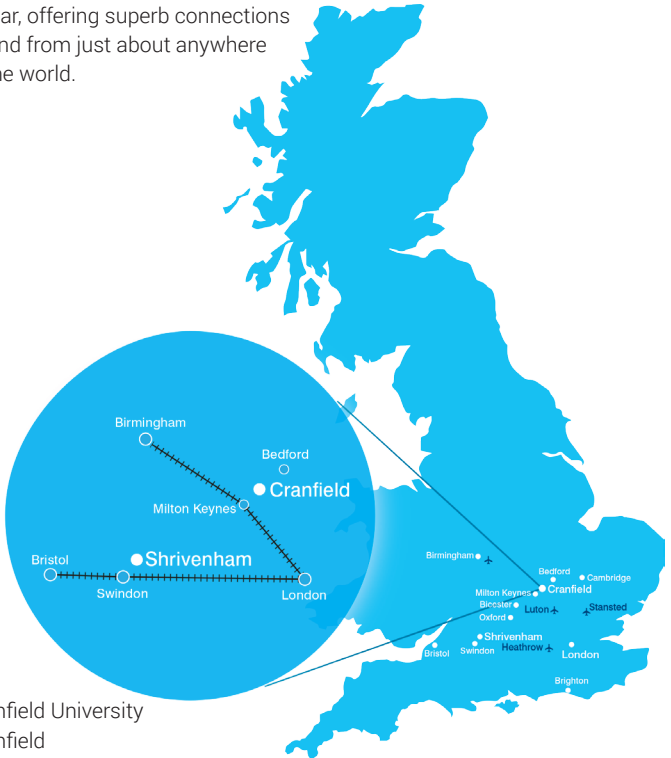 ar, offering superb connections
nd from just about anywhere
ne world.
Birmingham
Bedford
Cranfield
Milton Keynes
Bristol
Shrivenham
Swindon
London
Birmingham
Bedford
Cambridge
Milton Keynes
Cranfield
Bicester
Luton
Stansted
Oxford
Shrivenham
Bristol
Swindon
Heathrow
London
Brighton
nfield University
nfield